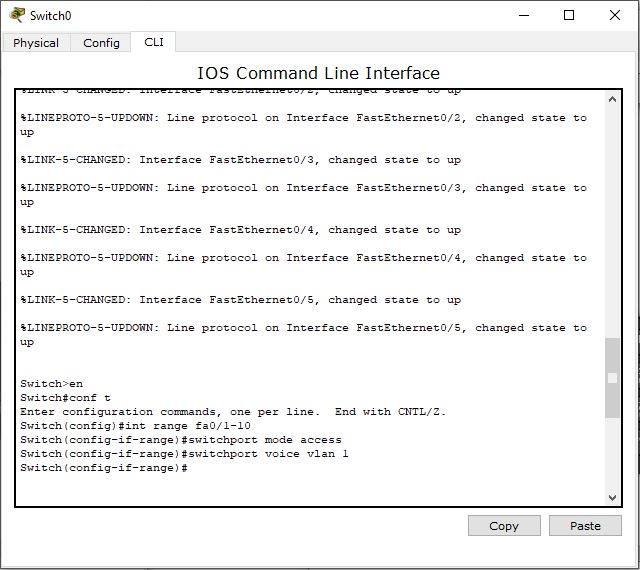 Switch0
Physical Config CLI
IOS Command Line Interface
%LINK-5-CHANGED: Interface FastEthernet0/2, changed state to up
%LINEPROTO-5-UPDOWN: Line protocol on Interface FastEthernet0/2, changed state to
up
%LINK-5-CHANGED: Interface FastEthernet0/3, changed state to up
%LINEPROTO-5-UPDOWN: Line protocol on Interface FastEthernet0/3, changed state to
up
%LINK-5-CHANGED: Interface FastEthernet0/4, changed state to up
%LINEPROTO-5-UPDOWN: Line protocol on Interface FastEthernet0/4, changed state to
up
%LINK-5-CHANGED: Interface FastEthernet0/5, changed state to up
%LINEPROTO-5-UPDOWN: Line protocol on Interface FastEthernet0/5, changed state to
up
Switch>en
Switch#conf t
Enter configuration commands, one per line.  End with CNTL/Z.
Switch(config)#int range fa0/1-10
Switch(config-if-range)#switchport mode access
Switch(config-if-range)#switchport voice vlan 1
Switch(config-if-range)#
Copy Paste